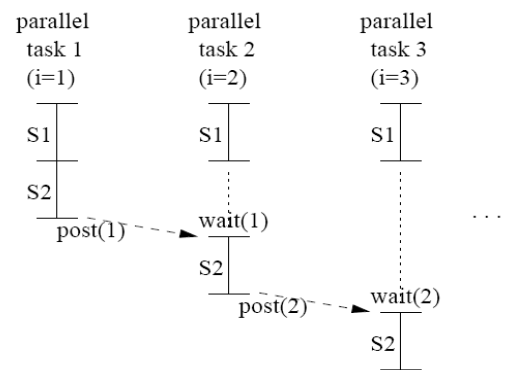 parallel parallel parallel
task 1 task 2 task 3
(i=1) (i=2) (i=3)
S1 S1 S1
S2
post(1) wait(1) . . .
S2
post(2) wait(2)
S2